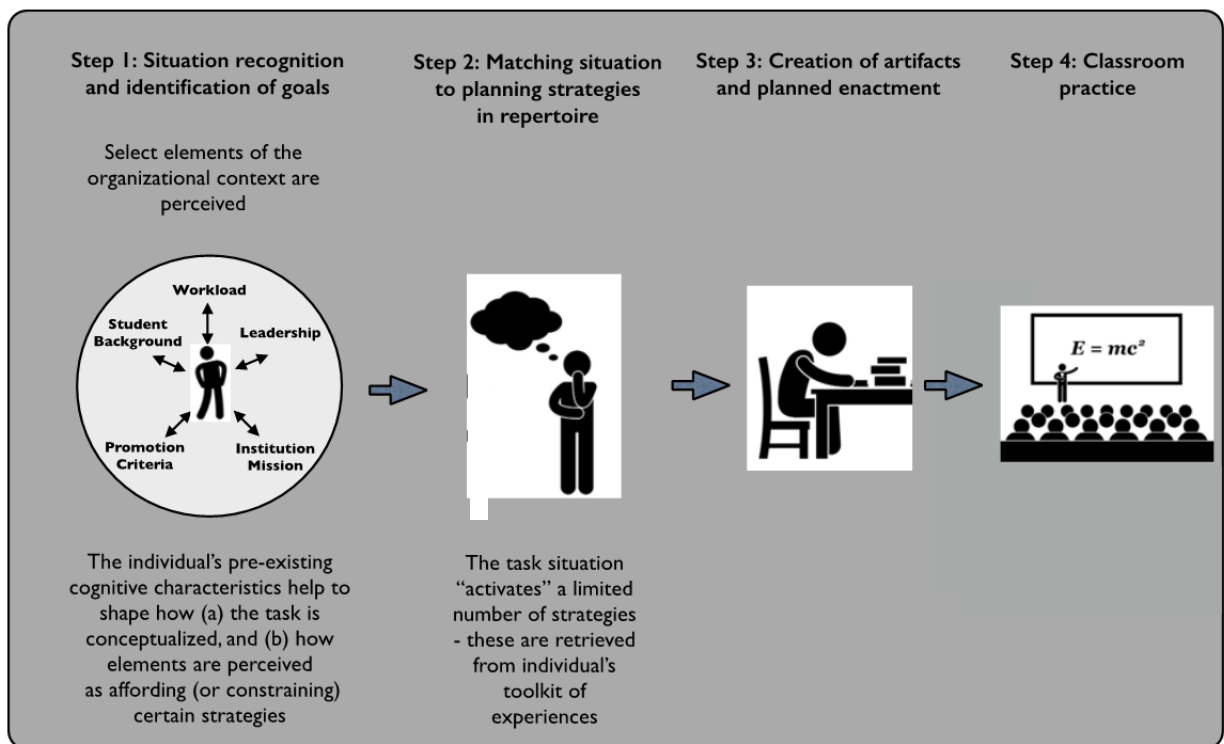 Step 1: Situation recognition
and identification of goals
Select elements of the
organizational context are
perceived
Workload
Student
Background
Leadership
Promotion
Criteria
Institution
Mission
The individual's pre-existing
cognitive characteristics help to
shape how (a) the task is
conceptualized, and (b) how
elements are perceived
as affording (or constraining)
certain strategies
Step 2: Matching situation
to planning strategies
in repertoire
The task situation
“activates” a limited
number of strategies
- these are retrieved
from individual's
toolkit of
experiences
Step 3: Creation of artifacts
and planned enactment
Step 4: Classroom
practice
E = mc²